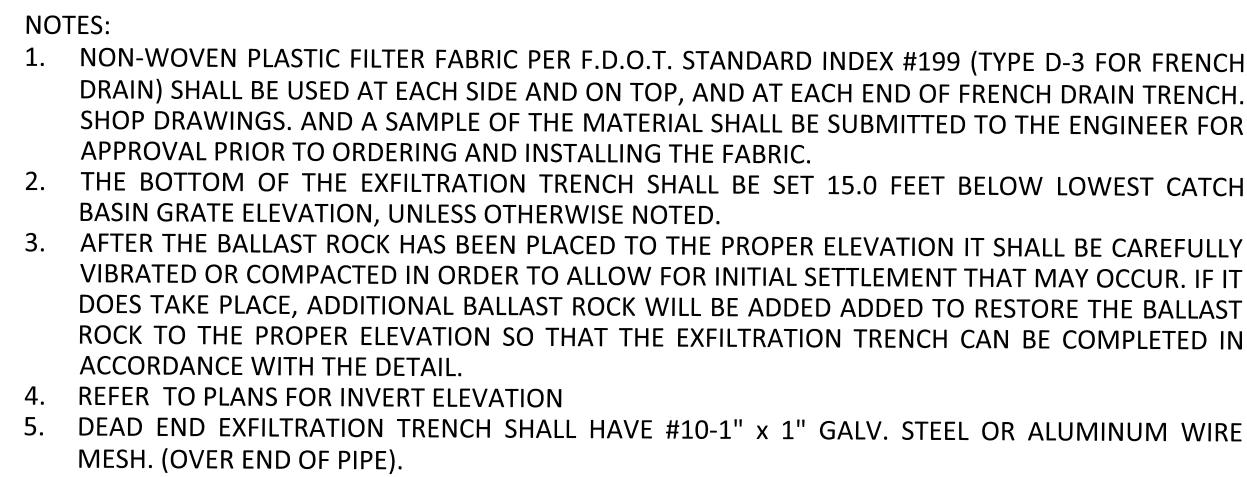 NOTES:
1. NON-WOVEN PLASTIC FILTER FABRIC PER F.D.O.T. STANDARD INDEX #199 (TYPE D-3 FOR FRENCH
DRAIN) SHALL BE USED AT EACH SIDE AND ON TOP, AND AT EACH END OF FRENCH DRAIN TRENCH.
SHOP DRAWINGS. AND A SAMPLE OF THE MATERIAL SHALL BE SUBMITTED TO THE ENGINEER FOR
APPROVAL PRIOR TO ORDERING AND INSTALLING THE FABRIC.
2. THE BOTTOM OF THE EXFILTRATION TRENCH SHALL BE SET 15.0 FEET BELOW LOWEST CATCH
BASIN GRATE ELEVATION, UNLESS OTHERWISE NOTED.
3. AFTER THE BALLAST ROCK HAS BEEN PLACED TO THE PROPER ELEVATION IT SHALL BE CAREFULLY
VIBRATED OR COMPACTED IN ORDER TO ALLOW FOR INITIAL SETTLEMENT THAT MAY OCCUR. IF IT
DOES TAKE PLACE, ADDITIONAL BALLAST ROCK WILL BE ADDED ADDED TO RESTORE THE BALLAST
ROCK TO THE PROPER ELEVATION SO THAT THE EXFILTRATION TRENCH CAN BE COMPLETED IN
ACCORDANCE WITH THE DETAIL.
4. REFER TO PLANS FOR INVERT ELEVATION
5. DEAD END EXFILTRATION TRENCH SHALL HAVE #10-1" x 1" GALV. STEEL OR ALUMINUM WIRE
MESH. (OVER END OF PIPE).